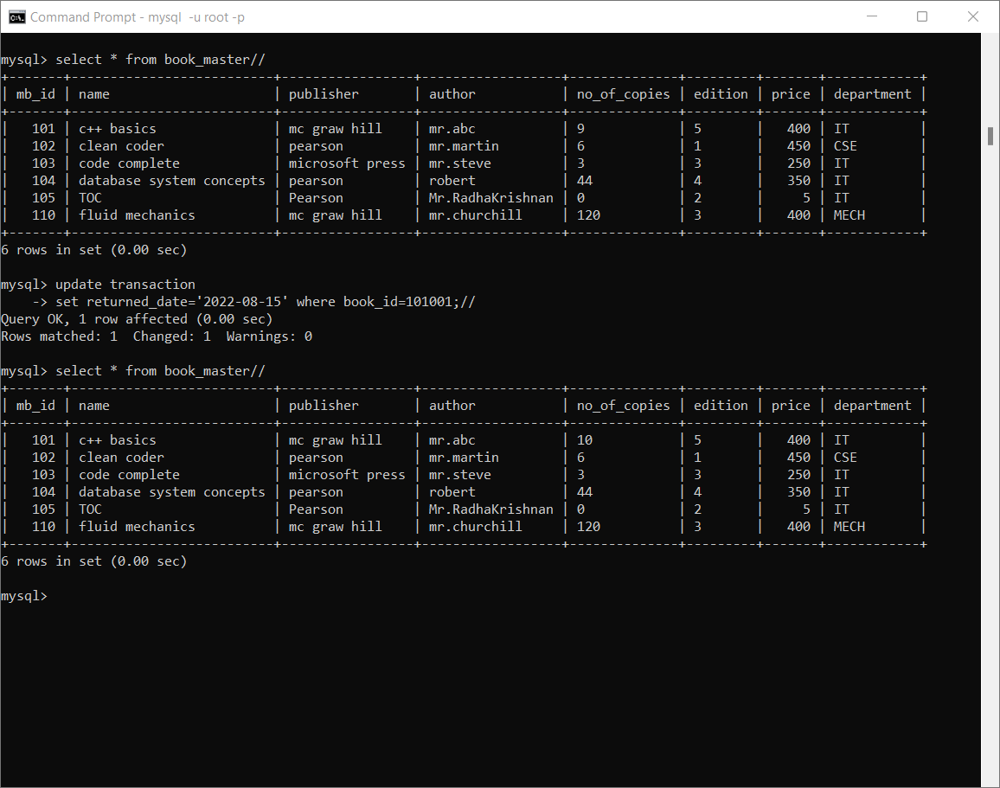 Command Prompt - mysql  -u root -p
mysql> select * from book_master//
+-------+--------------------------+-----------------+------------------+--------------+---------+-------+------------+
| mb_id | name                     | publisher       | author           | no_of_copies | edition | price | department |
+-------+--------------------------+-----------------+------------------+--------------+---------+-------+------------+
|   101 | c++ basics               | mc graw hill    | mr.abc           | 9            | 5       |   400 | IT         |
|   102 | clean coder              | pearson         | mr.martin        | 6            | 1       |   450 | CSE        |
|   103 | code complete            | microsoft press | mr.steve         | 3            | 3       |   250 | IT         |
|   104 | database system concepts | pearson         | robert           | 44           | 4       |   350 | IT         |
|   105 | TOC                      | Pearson         | Mr.RadhaKrishnan | 0            | 2       |     5 | IT         |
|   110 | fluid mechanics          | mc graw hill    | mr.churchill     | 120          | 3       |   400 | MECH       |
+-------+--------------------------+-----------------+------------------+--------------+---------+-------+------------+
6 rows in set (0.00 sec)
mysql> update transaction
    -> set returned_date='2022-08-15' where book_id=101001;//
Query OK, 1 row affected (0.00 sec)
Rows matched: 1  Changed: 1  Warnings: 0
mysql> select * from book_master//
+-------+--------------------------+-----------------+------------------+--------------+---------+-------+------------+
| mb_id | name                     | publisher       | author           | no_of_copies | edition | price | department |
+-------+--------------------------+-----------------+------------------+--------------+---------+-------+------------+
|   101 | c++ basics               | mc graw hill    | mr.abc           | 10           | 5       |   400 | IT         |
|   102 | clean coder              | pearson         | mr.martin        | 6            | 1       |   450 | CSE        |
|   103 | code complete            | microsoft press | mr.steve         | 3            | 3       |   250 | IT         |
|   104 | database system concepts | pearson         | robert           | 44           | 4       |   350 | IT         |
|   105 | TOC                      | Pearson         | Mr.RadhaKrishnan | 0            | 2       |     5 | IT         |
|   110 | fluid mechanics          | mc graw hill    | mr.churchill     | 120          | 3       |   400 | MECH       |
+-------+--------------------------+-----------------+------------------+--------------+---------+-------+------------+
6 rows in set (0.00 sec)
mysql>